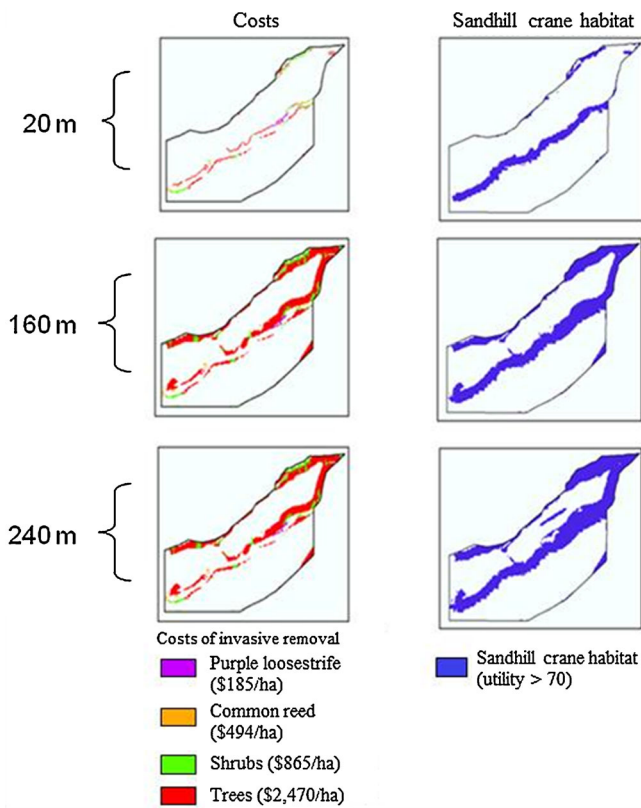 Costs
Sandhill crane habitat
20 m
160 m
240 m
Costs of invasive removal
Purple loosestrife
($185/ha)
Common reed
($494/ha)
Shrubs ($865/ha)
Trees ($2,470/ha)
Sandhill crane habitat
(utility > 70)